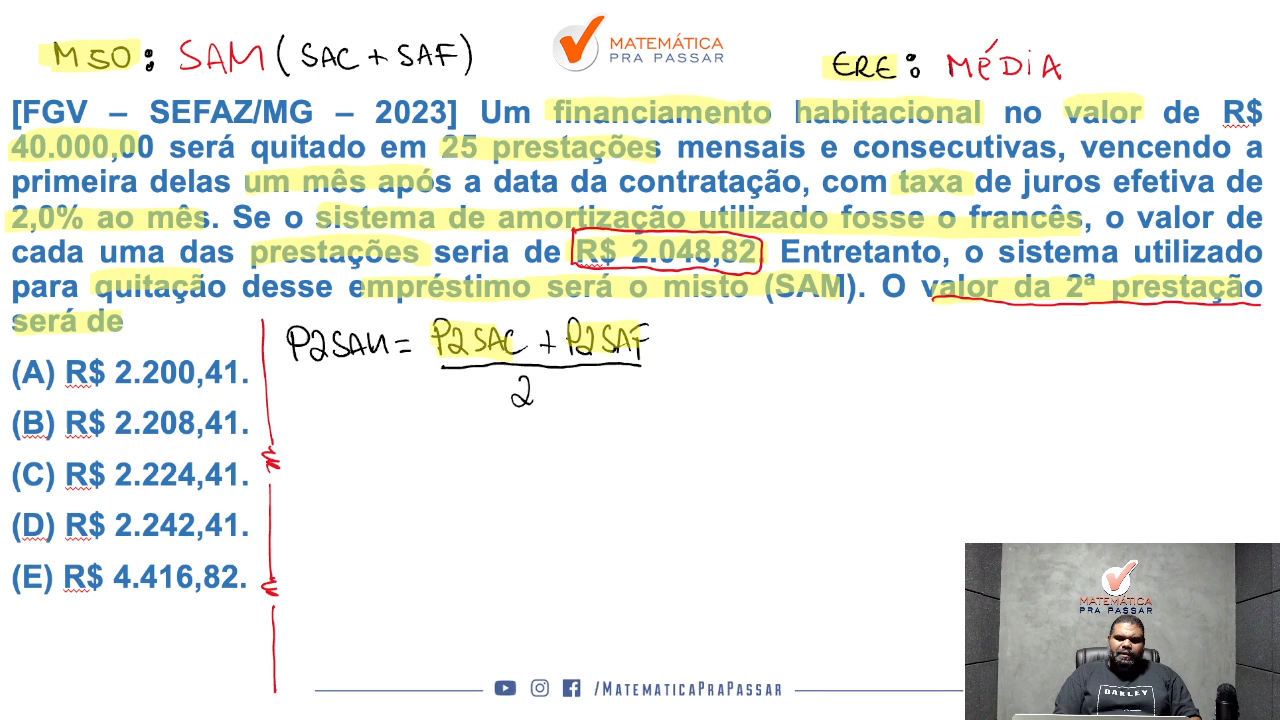 M50: SAM (SAC + SAF)
MATEMÁTICA
PRA PASSAR
ERE: MÉDIA
[FGV – SEFAZ/MG – 2023] Um financiamento habitacional no valor de R$
40.000,00 será quitado em 25 prestações mensais e consecutivas, vencendo a
primeira delas um mês após a data da contratação, com taxa de juros efetiva de
2,0% ao mês. Se o sistema de amortização utilizado fosse o francês, o valor de
cada uma das prestações seria de R$ 2.048,82. Entretanto, o sistema utilizado
para quitação desse empréstimo será o misto (SAM). O valor da 2ª prestação
será de
P2SAM = P2SAC + P2SAF
2
(A) R$ 2.200,41.
(B) R$ 2.208,41.
(C) R$ 2.224,41.
(D) R$ 2.242,41.
(E) R$ 4.416,82.
MATEMÁTICA
PRA PASSAR
OAKLEY
/MATEMATICAPRAPASSAR